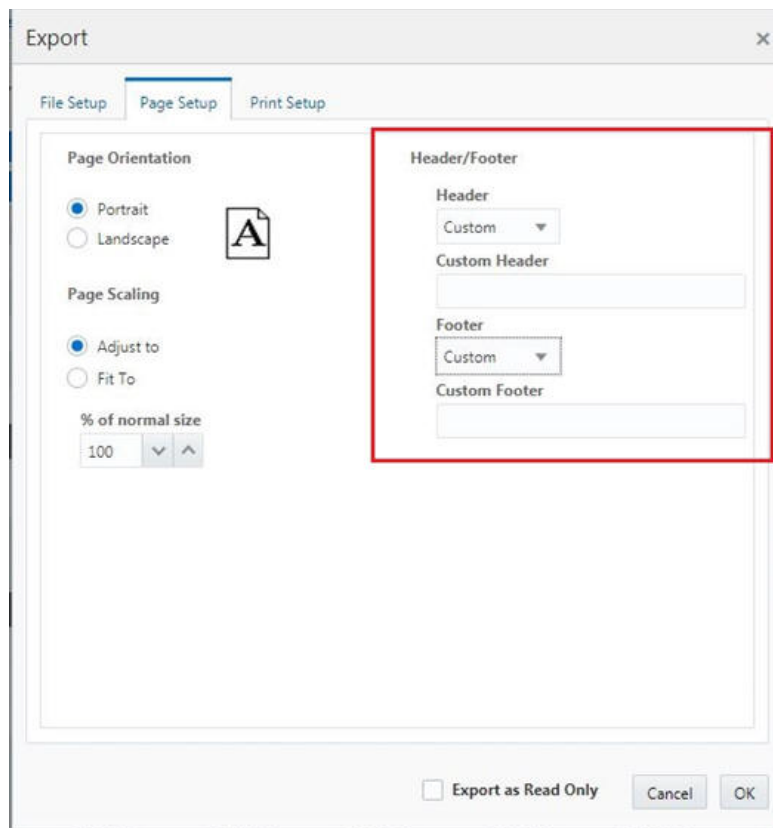 Export
×
File Setup
Page Setup
Print Setup
Page Orientation
Portrait
Landscape
A
Page Scaling
Adjust to
Fit To
% of normal size
100
Header/Footer
Header
Custom
Custom Header
Footer
Custom
Custom Footer
Export as Read Only
Cancel
OK